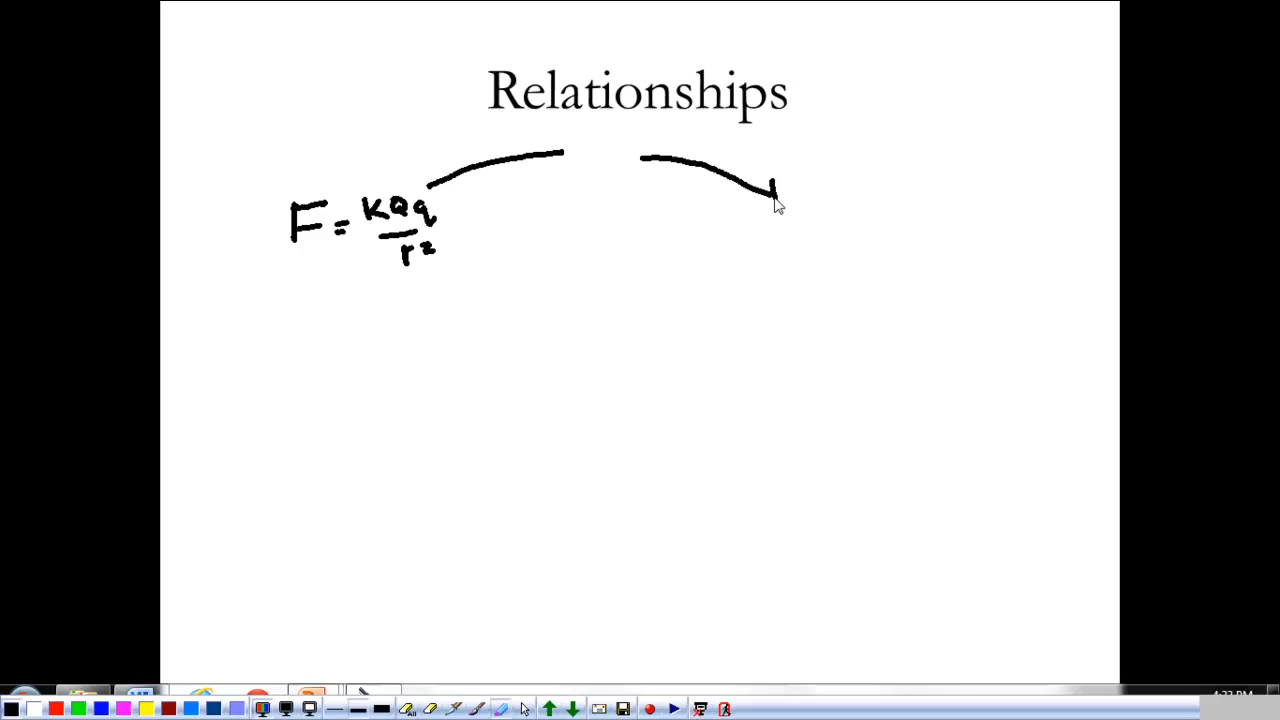 Relationships
F = kQq
r²